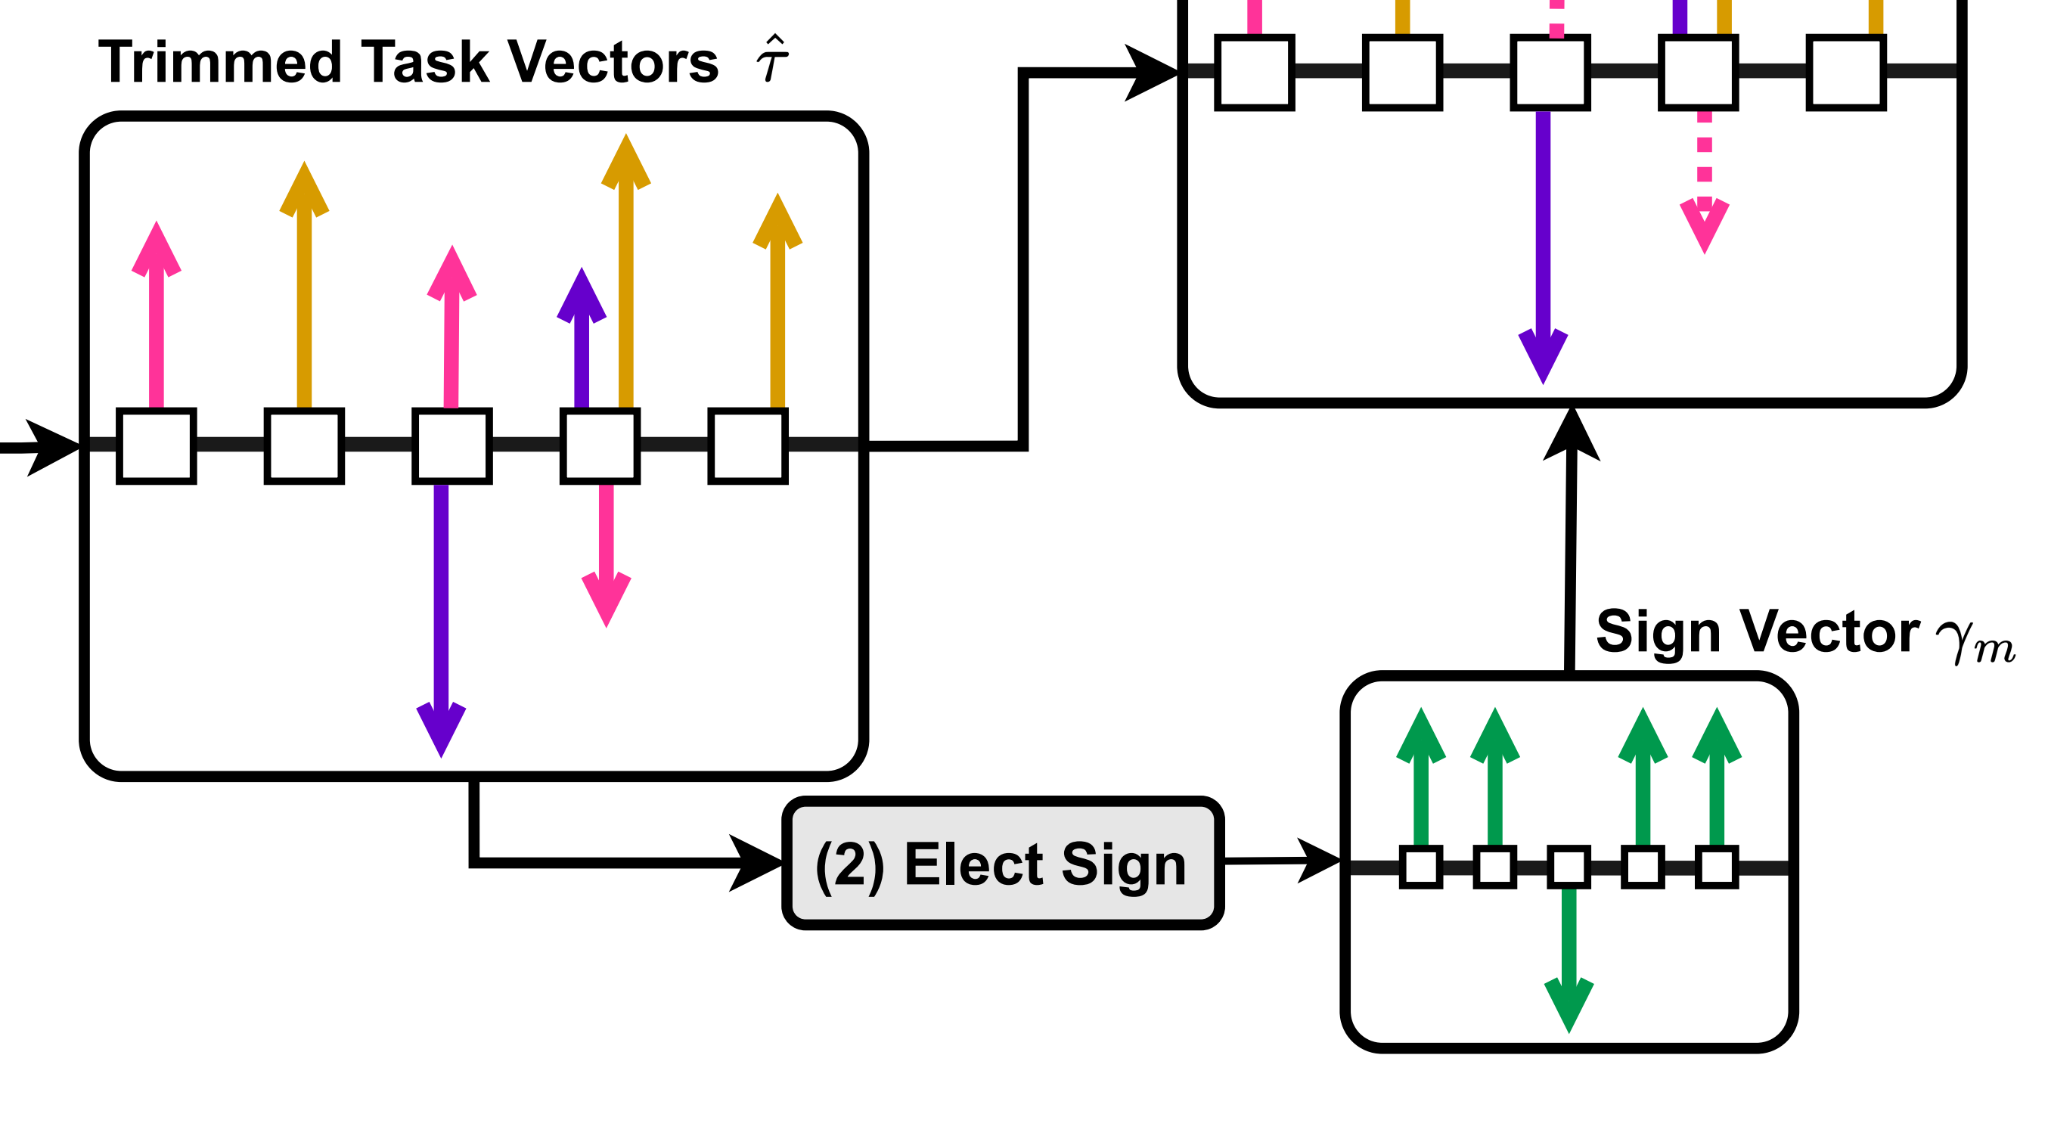 Trimmed Task Vectors τ̂
Sign Vector γₘ
(2) Elect Sign